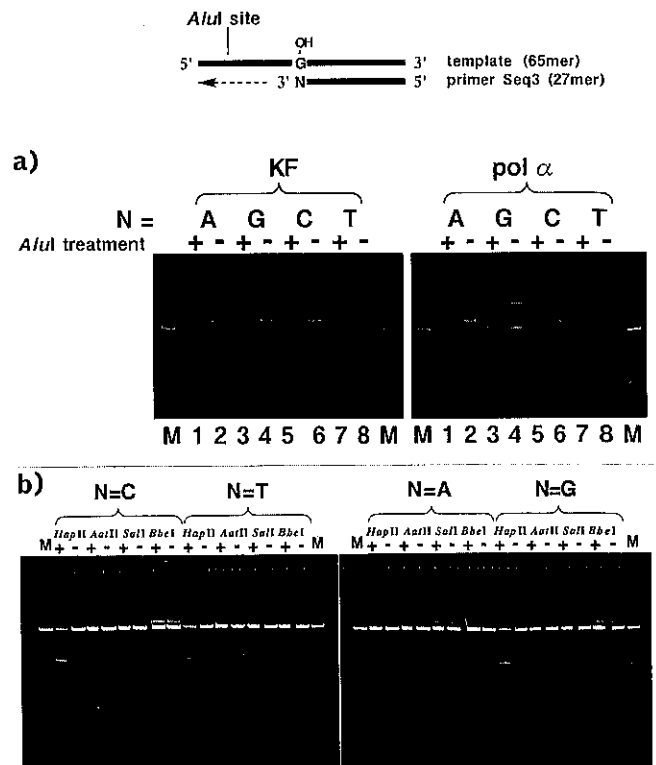 AluI site
OH
5' G 3' template (65mer)
3' N 5' primer Seq3 (27mer)
a)
KF pol α
N = A G C T A G C T
AluI treatment + - + - + - + - + - + - + - + -
M 1 2 3 4 5 6 7 8 M M 1 2 3 4 5 6 7 8 M
b)
N=C N=T N=A N=G
HapII AatII SalI BbeI HapII AatII SalI BbeI HapII AatII SalI BbeI HapII AatII SalI BbeI
M + - + - + - + - + - + - + - + - M M + - + - + - + - + - + - + - + - M